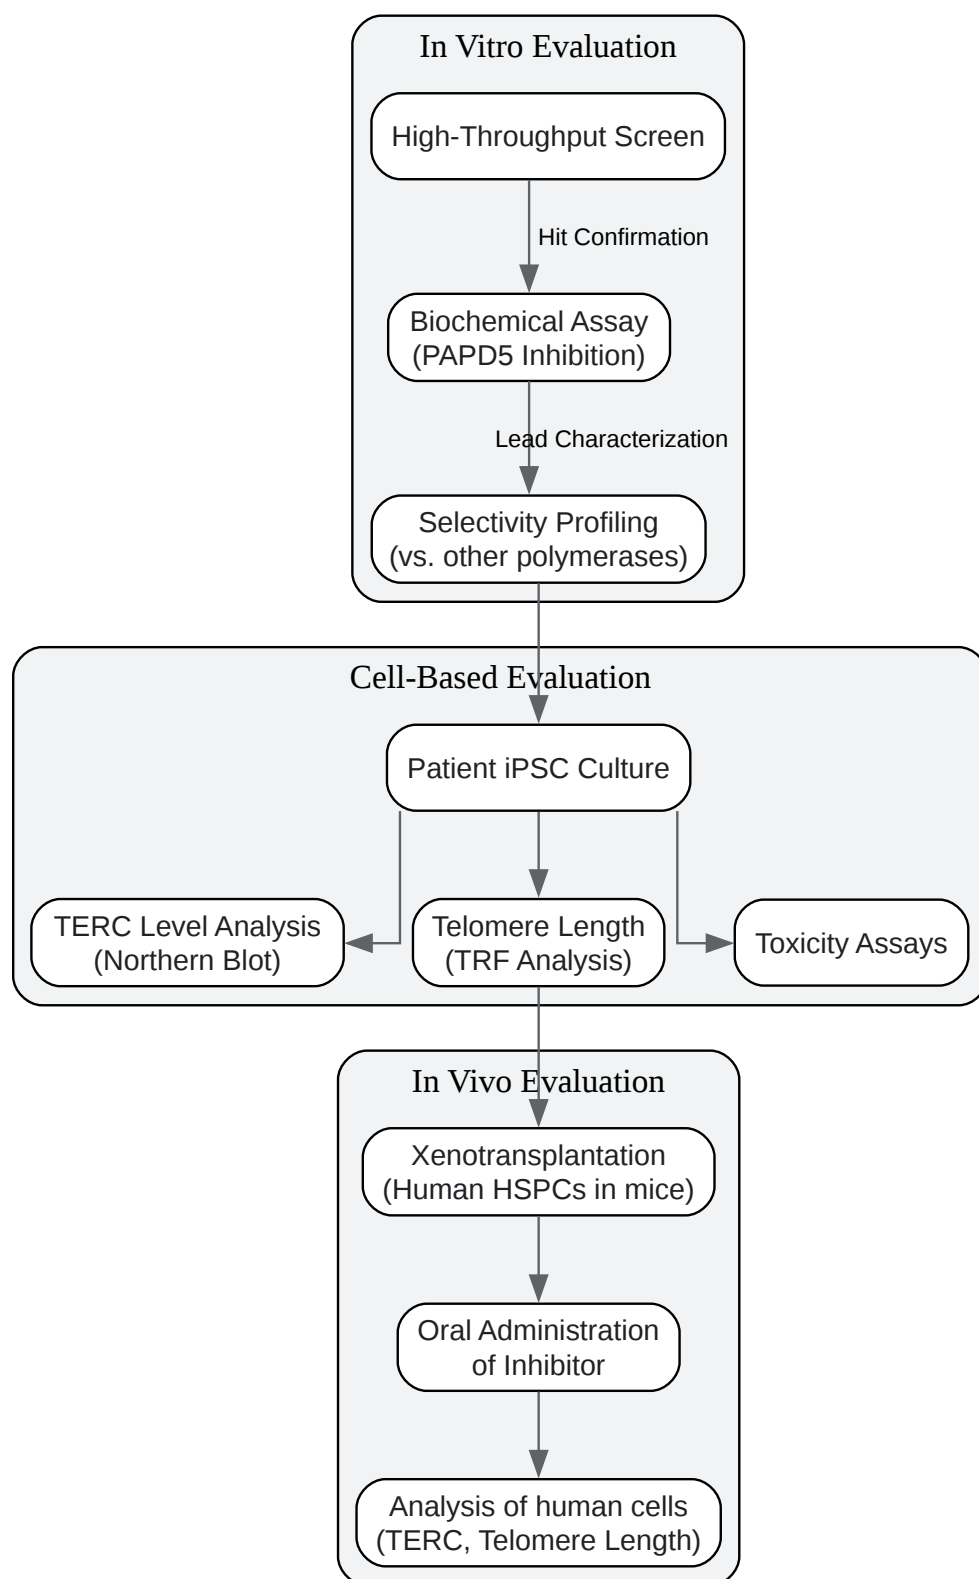 In Vitro Evaluation
High-Throughput Screen
Hit Confirmation
Biochemical Assay
(PAPD5 Inhibition)
Lead Characterization
Selectivity Profiling
(vs. other polymerases)
Cell-Based Evaluation
Patient iPSC Culture
TERC Level Analysis
(Northern Blot)
Telomere Length
(TRF Analysis)
Toxicity Assays
In Vivo Evaluation
Xenotransplantation
(Human HSPCs in mice)
Oral Administration
of Inhibitor
Analysis of human cells
(TERC, Telomere Length)